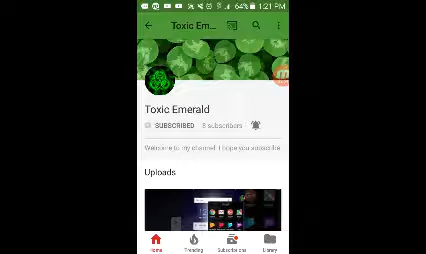 64% 1:21 PM
Toxic Em...
Toxic Emerald
SUBSCRIBED 8 subscribers
Welcome to my channel. I hope you subscribe
Uploads
Home Trending Subscriptions Library